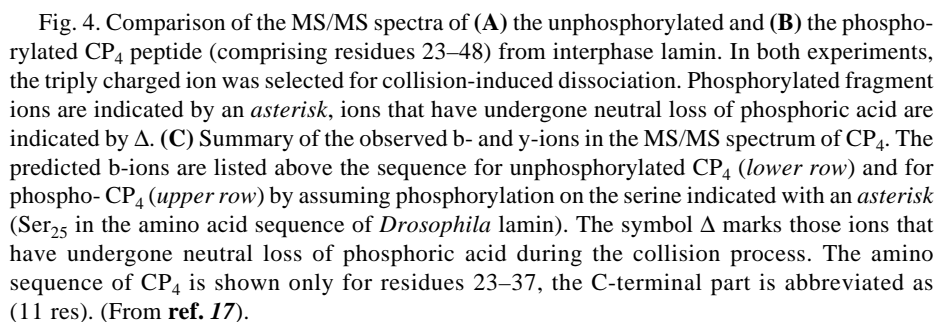 Fig. 4. Comparison of the MS/MS spectra of (A) the unphosphorylated and (B) the phospho-
rylated CP4 peptide (comprising residues 23–48) from interphase lamin. In both experiments,
the triply charged ion was selected for collision-induced dissociation. Phosphorylated fragment
ions are indicated by an asterisk, ions that have undergone neutral loss of phosphoric acid are
indicated by Δ. (C) Summary of the observed b- and y-ions in the MS/MS spectrum of CP4. The
predicted b-ions are listed above the sequence for unphosphorylated CP4 (lower row) and for
phospho- CP4 (upper row) by assuming phosphorylation on the serine indicated with an asterisk
(Ser25 in the amino acid sequence of Drosophila lamin). The symbol Δ marks those ions that
have undergone neutral loss of phosphoric acid during the collision process. The amino
sequence of CP4 is shown only for residues 23–37, the C-terminal part is abbreviated as
(11 res). (From ref. 17).